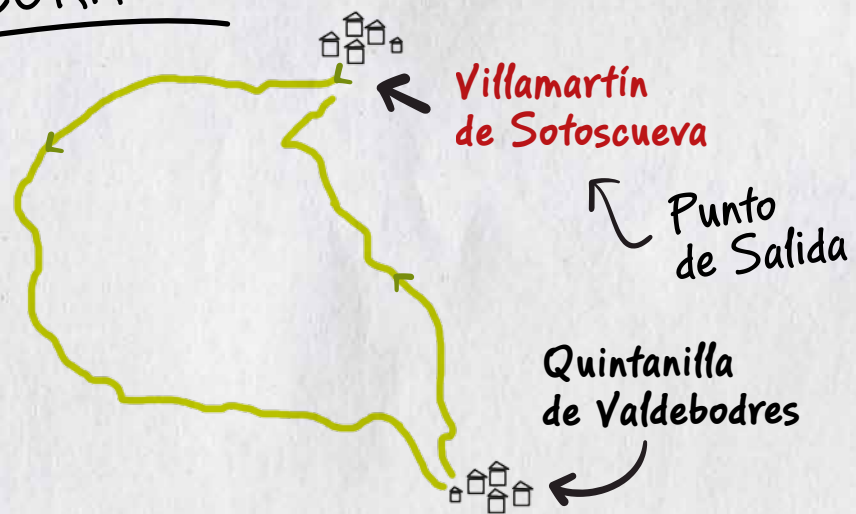 Villamartín
de Sotoscueva
Punto
de Salida
Quintanilla
de Valdebodres